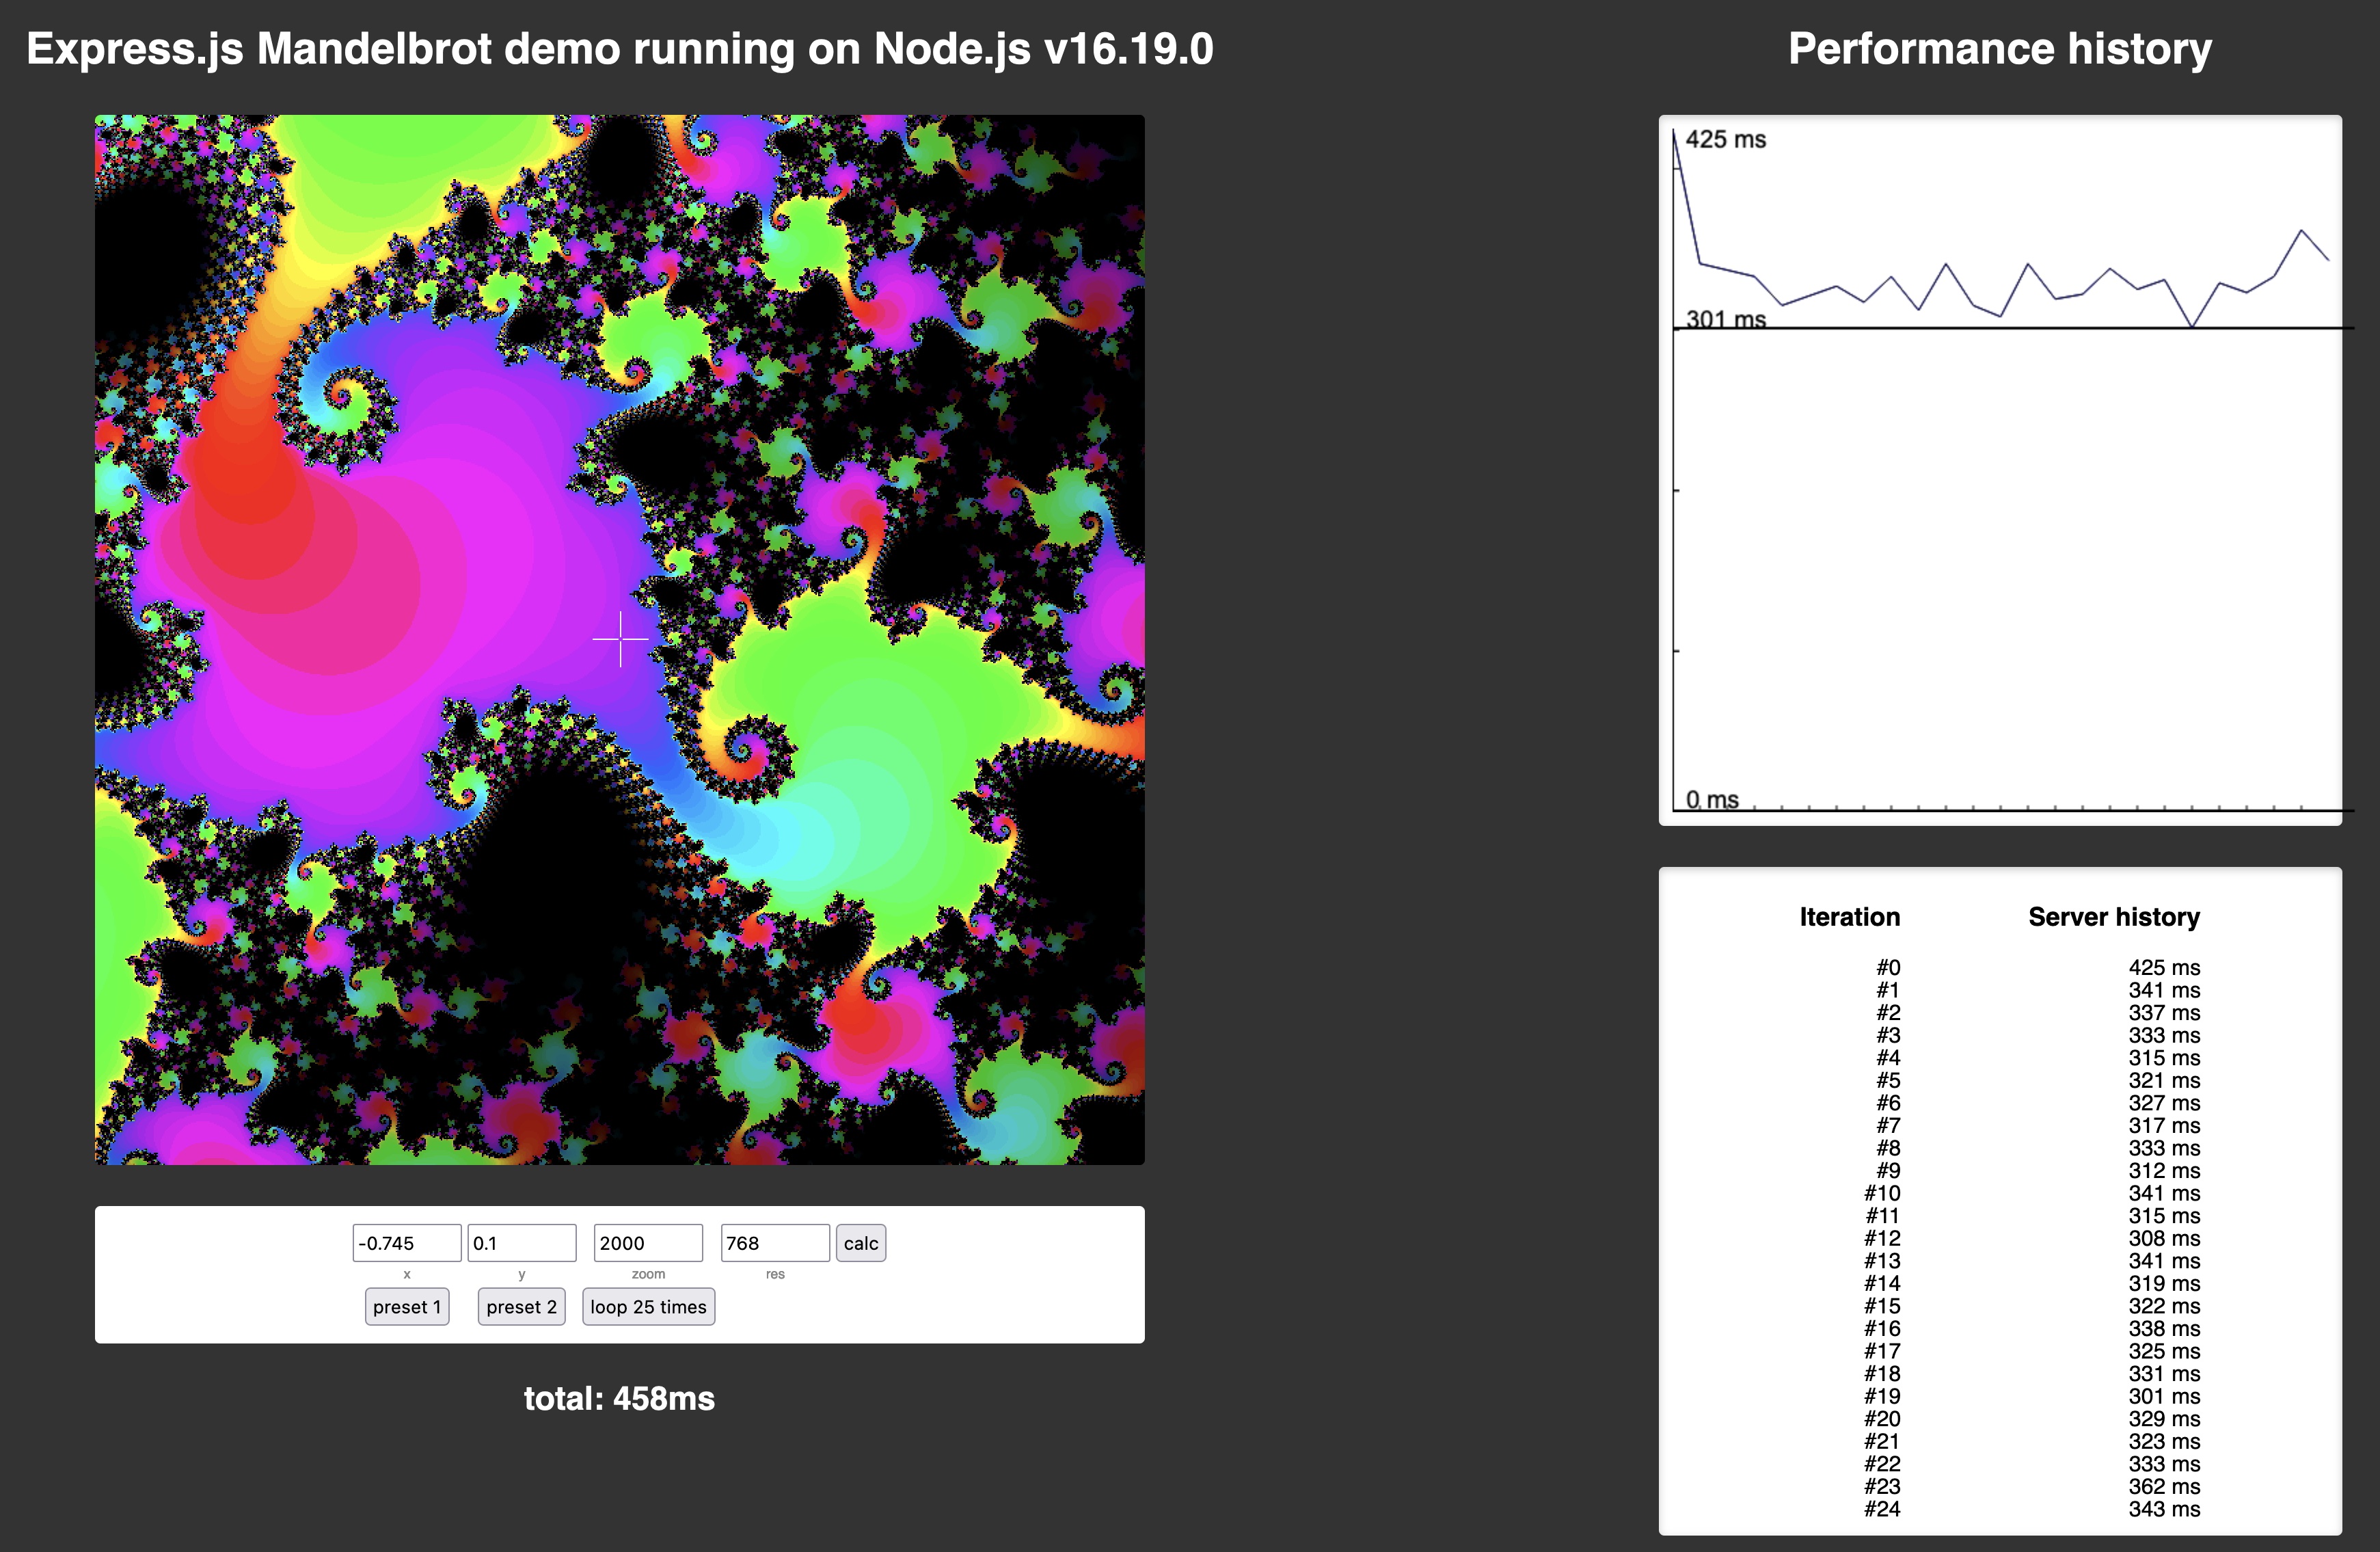 Express.js Mandelbrot demo running on Node.js v16.19.0
-0.745 0.1 2000 768 calc
x y zoom res
preset 1 preset 2 loop 25 times
total: 458ms
Performance history
425 ms
301 ms
0 ms
Iteration Server history
#0 425 ms
#1 341 ms
#2 337 ms
#3 333 ms
#4 315 ms
#5 321 ms
#6 327 ms
#7 317 ms
#8 333 ms
#9 312 ms
#10 341 ms
#11 315 ms
#12 308 ms
#13 341 ms
#14 319 ms
#15 322 ms
#16 338 ms
#17 325 ms
#18 331 ms
#19 301 ms
#20 329 ms
#21 323 ms
#22 333 ms
#23 362 ms
#24 343 ms